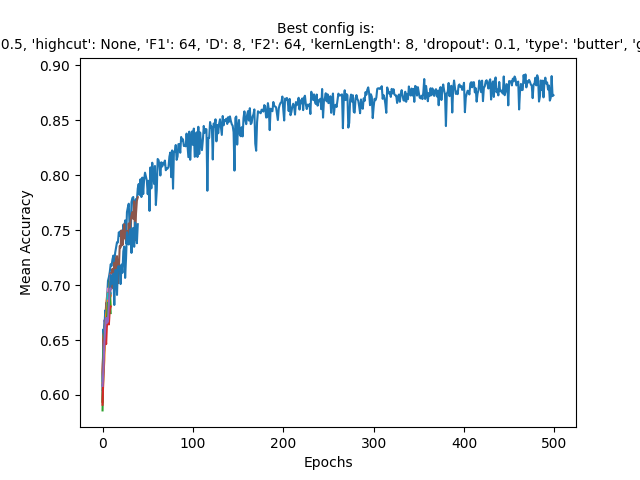 Best config is:
0.5, 'highcut': None, 'F1': 64, 'D': 8, 'F2': 64, 'kernLength': 8, 'dropout': 0.1, 'type': 'butter', 'g
0.90
0.85
0.80
0.75
0.70
0.65
0.60
Mean Accuracy
0 100 200 300 400 500
Epochs